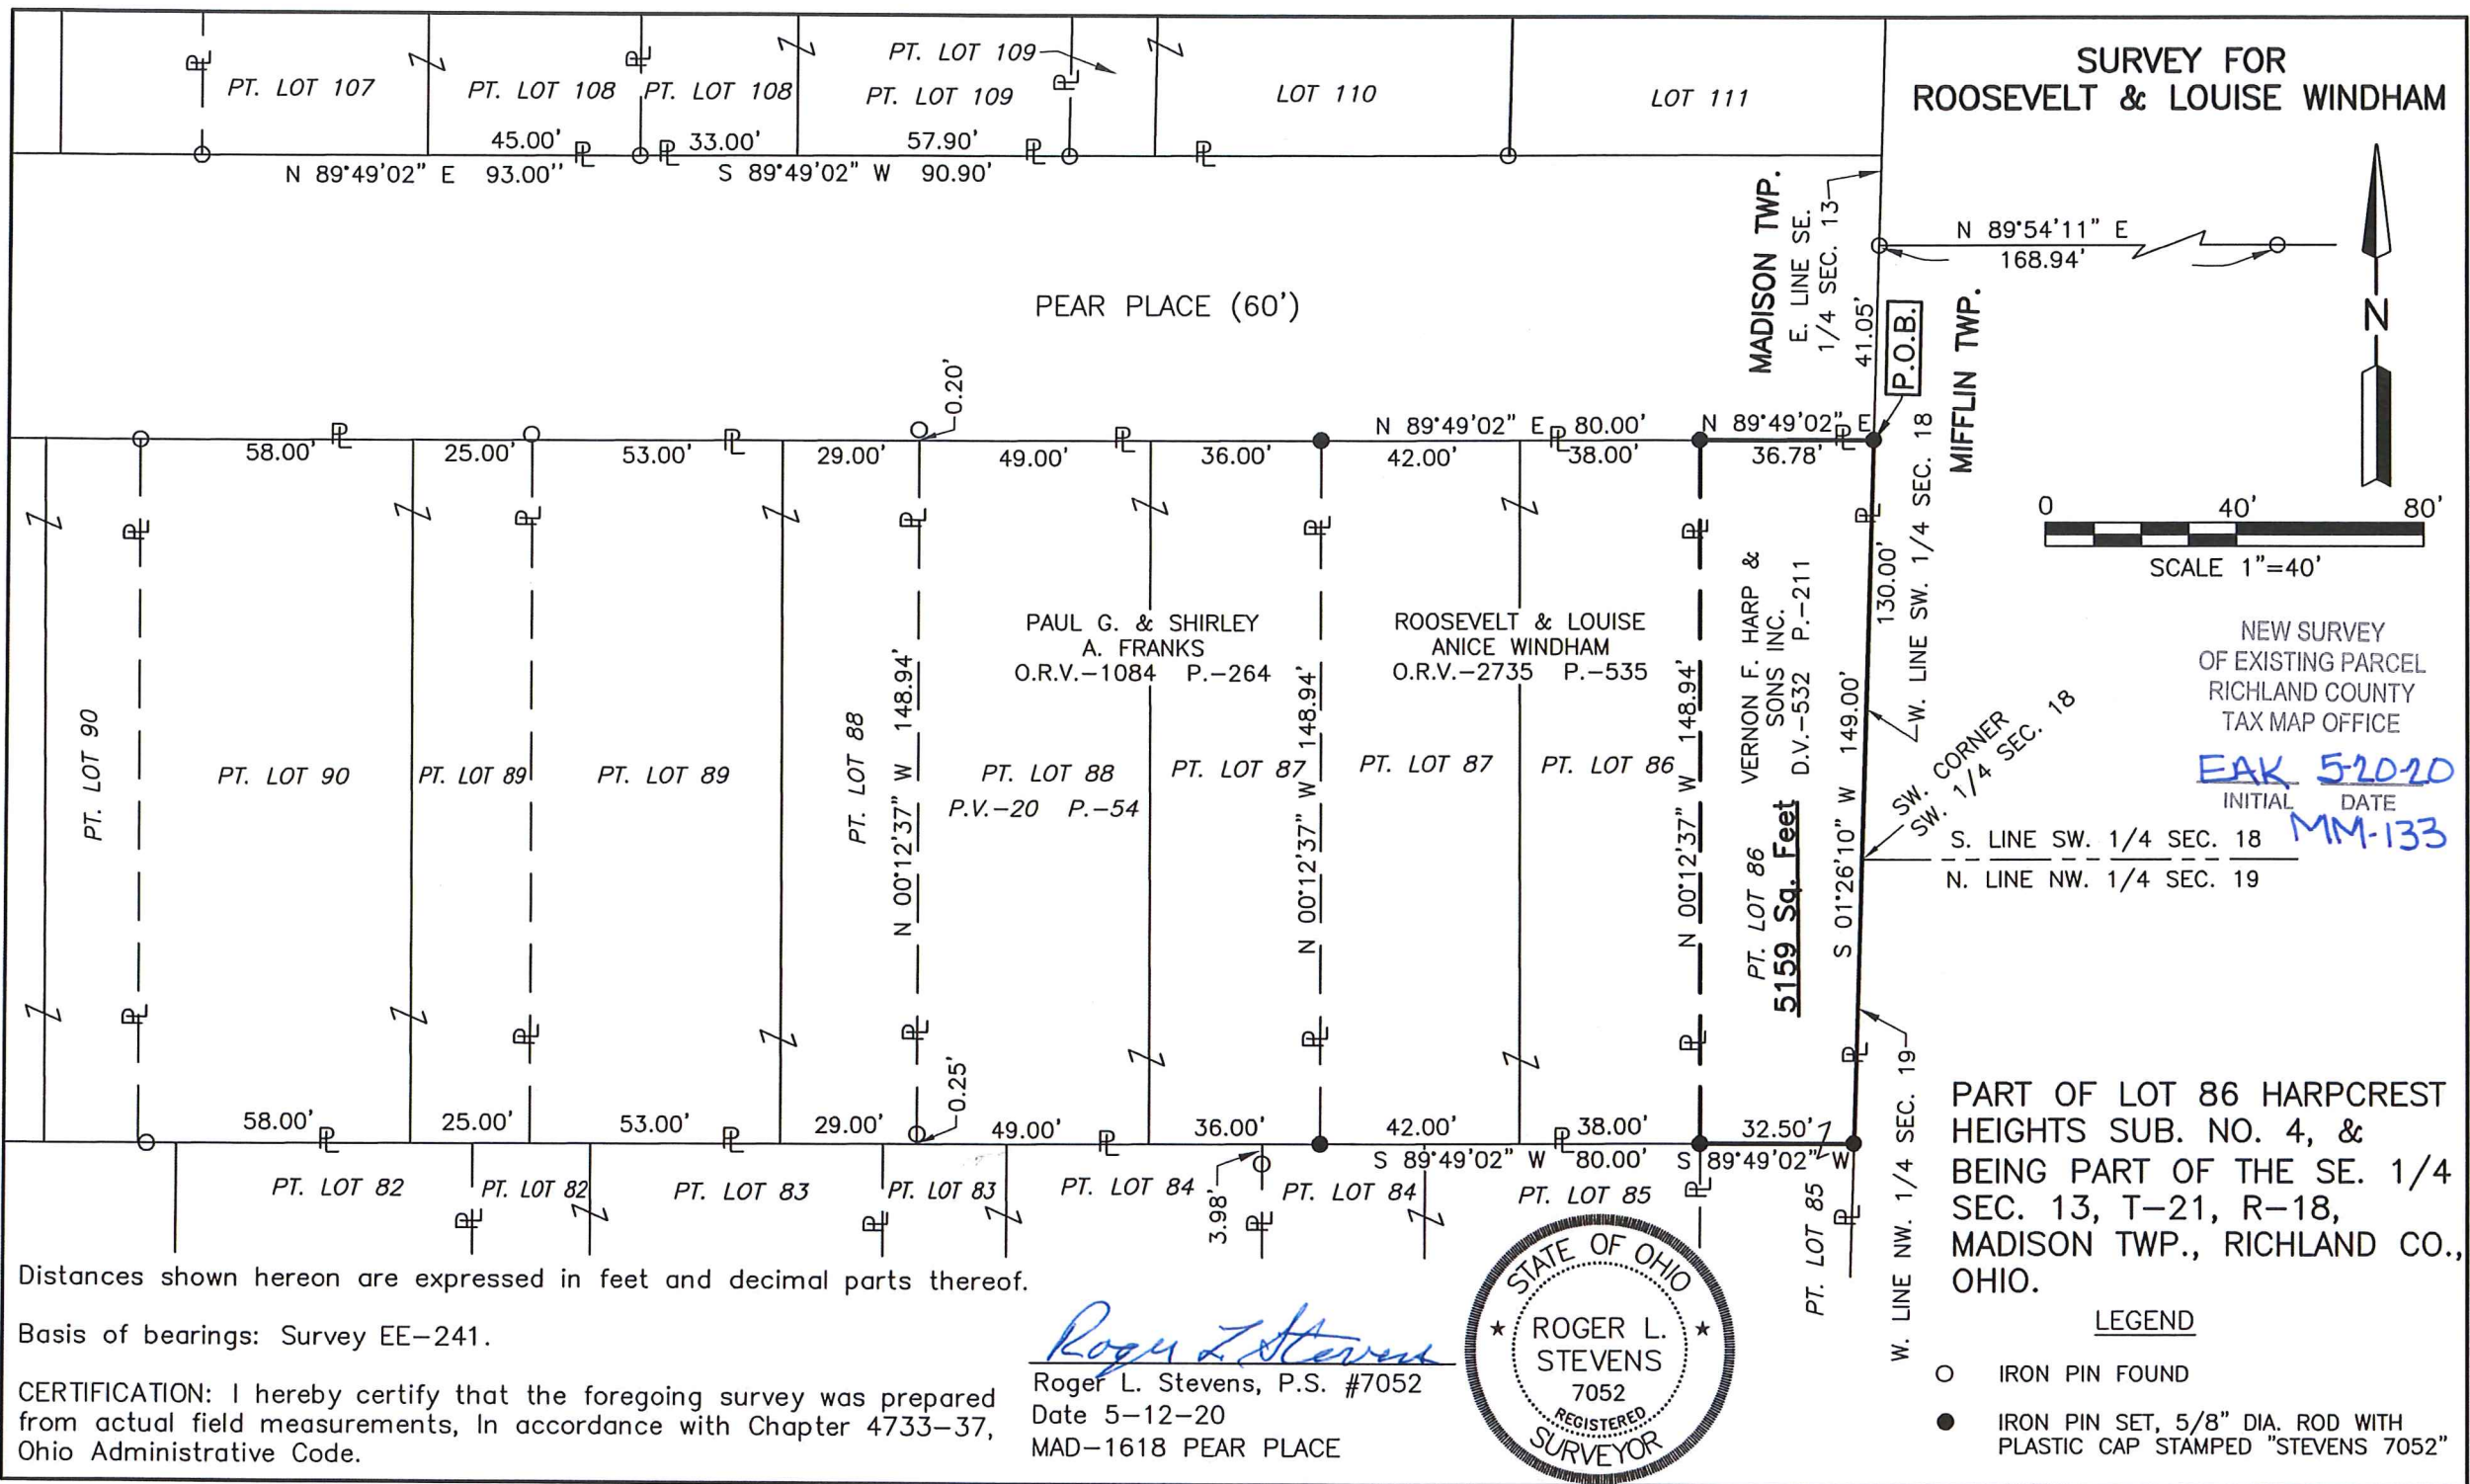 SURVEY FOR
ROOSEVELT & LOUISE WINDHAM
PT. LOT 107
PT. LOT 108
PT. LOT 108
PT. LOT 109
PT. LOT 109
LOT 110
LOT 111
45.00'
33.00'
57.90'
N 89°49'02" E 93.00''
S 89°49'02" W 90.90'
MADISON TWP.
E. LINE SE.
1/4 SEC. 13
41.05'
N 89°54'11" E
168.94'
P.O.B.
MIFFLIN TWP.
N
PEAR PLACE (60')
0.20'
N 89°49'02" E 80.00'
N 89°49'02" E
58.00'
25.00'
53.00'
29.00'
49.00'
36.00'
42.00'
38.00'
36.78'
0 40' 80'
SCALE 1"=40'
130.00'
W. LINE SW. 1/4 SEC. 18
NEW SURVEY
OF EXISTING PARCEL
RICHLAND COUNTY
TAX MAP OFFICE
EAK 5-20-20
INITIAL DATE
MM-133
PAUL G. & SHIRLEY
A. FRANKS
O.R.V.-1084 P.-264
ROOSEVELT & LOUISE
ANICE WINDHAM
O.R.V.-2735 P.-535
VERNON F. HARP &
SONS INC.
D.V.-532 P.-211
PT. LOT 90
PT. LOT 90
PT. LOT 89
PT. LOT 89
PT. LOT 88
N 00°12'37" W 148.94'
PT. LOT 88
P.V.-20 P.-54
PT. LOT 87
N 00°12'37" W 148.94'
PT. LOT 87
PT. LOT 86
N 00°12'37" W 148.94'
PT. LOT 86
5159 Sq. Feet
S 01°26'10" W 149.00'
SW. CORNER
SW. 1/4 SEC. 18
S. LINE SW. 1/4 SEC. 18
N. LINE NW. 1/4 SEC. 19
W. LINE NW. 1/4 SEC. 19
0.25'
58.00'
25.00'
53.00'
29.00'
49.00'
36.00'
42.00'
38.00'
32.50'
S 89°49'02" W 80.00'
S 89°49'02" W
3.98'
PT. LOT 82
PT. LOT 82
PT. LOT 83
PT. LOT 83
PT. LOT 84
PT. LOT 84
PT. LOT 85
PT. LOT 85
PART OF LOT 86 HARPCREST
HEIGHTS SUB. NO. 4, &
BEING PART OF THE SE. 1/4
SEC. 13, T-21, R-18,
MADISON TWP., RICHLAND CO.,
OHIO.
LEGEND
IRON PIN FOUND
IRON PIN SET, 5/8" DIA. ROD WITH
PLASTIC CAP STAMPED "STEVENS 7052"
Distances shown hereon are expressed in feet and decimal parts thereof.
Basis of bearings: Survey EE-241.
CERTIFICATION: I hereby certify that the foregoing survey was prepared
from actual field measurements, In accordance with Chapter 4733-37,
Ohio Administrative Code.
Roger L Stevens
Roger L. Stevens, P.S. #7052
Date 5-12-20
MAD-1618 PEAR PLACE
STATE OF OHIO
ROGER L.
STEVENS
7052
REGISTERED
SURVEYOR